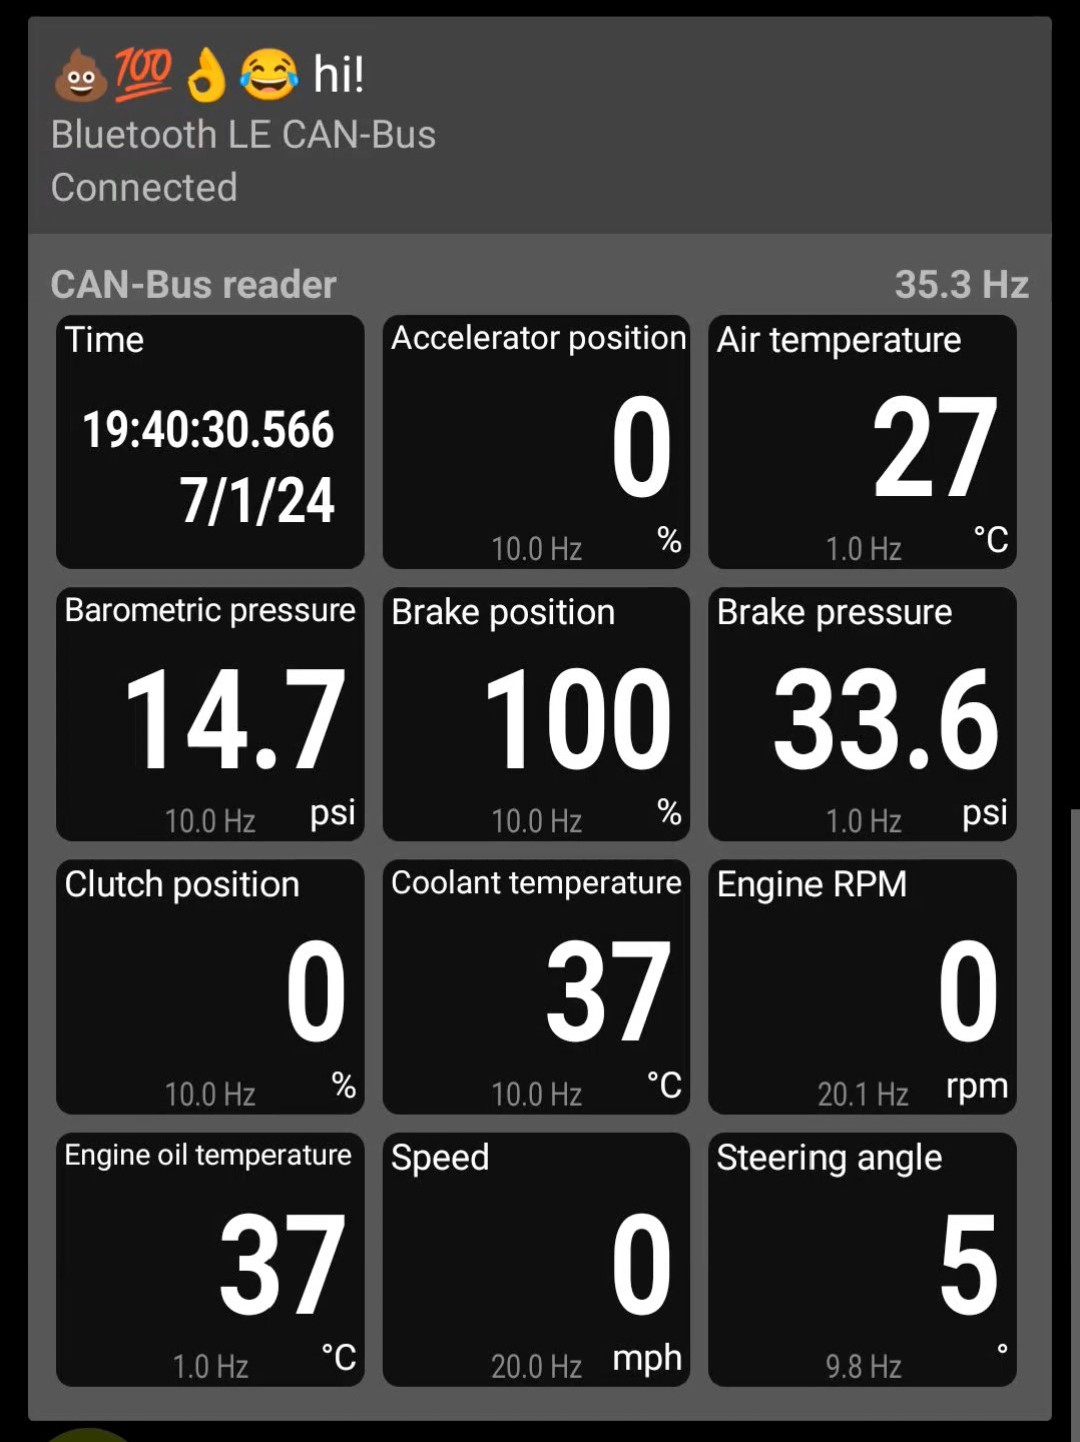 💩💯👌😂 hi!
Bluetooth LE CAN-Bus
Connected
CAN-Bus reader 35.3 Hz
Time
19:40:30.566
7/1/24
Accelerator position
0
10.0 Hz %
Air temperature
27
1.0 Hz °C
Barometric pressure
14.7
10.0 Hz psi
Brake position
100
10.0 Hz %
Brake pressure
33.6
1.0 Hz psi
Clutch position
0
10.0 Hz %
Coolant temperature
37
10.0 Hz °C
Engine RPM
0
20.1 Hz rpm
Engine oil temperature
37
1.0 Hz °C
Speed
0
20.0 Hz mph
Steering angle
5
9.8 Hz °